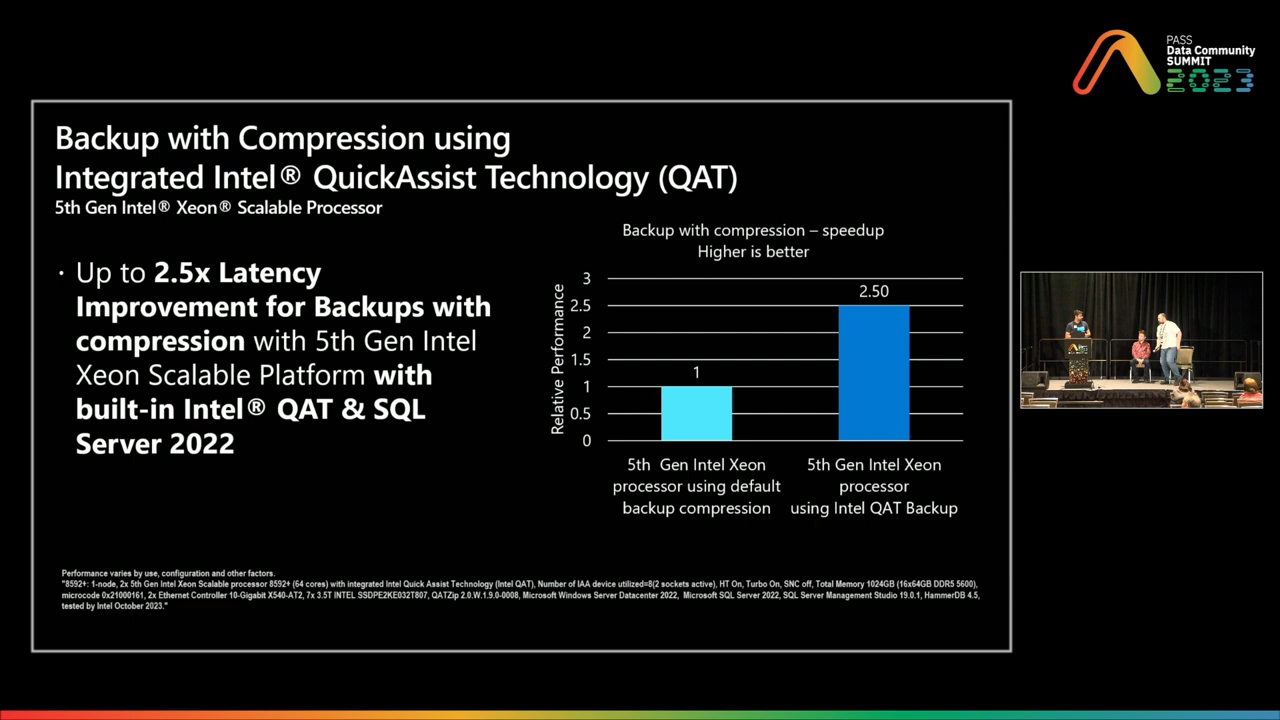 PASS
Data Community
SUMMIT
2023
Backup with Compression using
Integrated Intel® QuickAssist Technology (QAT)
5th Gen Intel® Xeon® Scalable Processor
· Up to 2.5x Latency
Improvement for Backups with
compression with 5th Gen Intel
Xeon Scalable Platform with
built-in Intel® QAT & SQL
Server 2022
Backup with compression – speedup
Higher is better
Relative Performance
3
2.5
2
1.5
1
0.5
0
1
2.50
5th Gen Intel Xeon
processor using default
backup compression
5th Gen Intel Xeon
processor
using Intel QAT Backup
Performance varies by use, configuration and other factors.
"8592+: 1-node, 2x 5th Gen Intel Xeon Scalable processor 8592+ (64 cores) with integrated Intel Quick Assist Technology (Intel QAT), Number of IAA device utilized=8(2 sockets active), HT On, Turbo On, SNC off, Total Memory 1024GB (16x64GB DDR5 5600),
microcode 0x21000161, 2x Ethernet Controller 10-Gigabit X540-AT2, 7x 3.5T INTEL SSDPE2KE032T807, QATZip 2.0.W.1.9.0-0008, Microsoft Windows Server Datacenter 2022, Microsoft SQL Server 2022, SQL Server Management Studio 19.0.1, HammerDB 4.5,
tested by Intel October 2023."